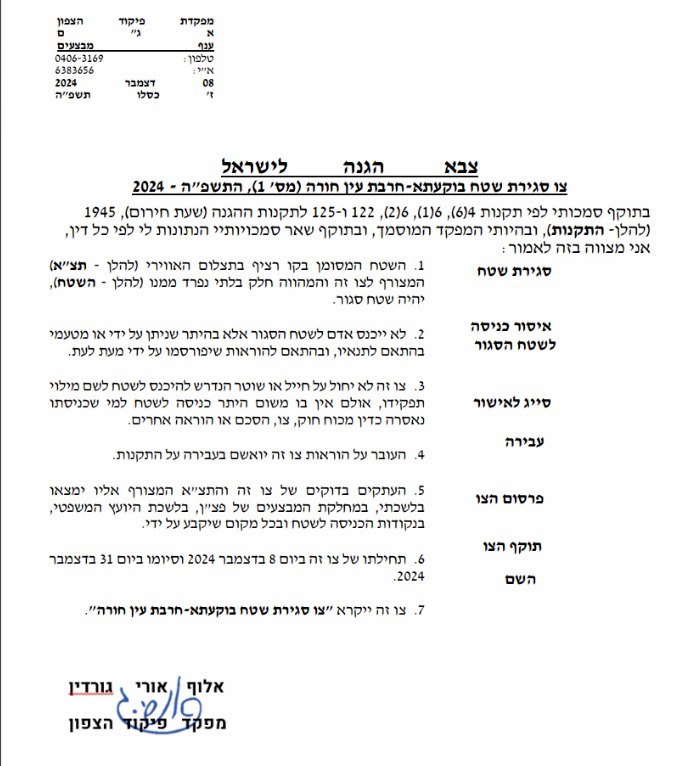 מפקדת פיקוד הצפון
א ג״ ם
ענף מבצעים
טלפון: 0406-3169
א״י: 6383656
08 דצמבר 2024
ז׳ כסלו תשפ״ה
צבא הגנה לישראל
צו סגירת שטח בוקעתא-חרבת עין חורה (מס׳ 1), התשפ״ה - 2024
בתוקף סמכותי לפי תקנות 4(6), 6(1), 6(2), 122 ו-125 לתקנות ההגנה (שעת חירום), 1945
(להלן- התקנות), ובהיותי המפקד המוסמך, ובתוקף שאר סמכויותיי הנתונות לי לפי כל דין,
אני מצווה בזה לאמור:
סגירת שטח
1. השטח המסומן בקו רציף בתצלום האווירי (להלן - תצ״א)
המצורף לצו זה והמהווה חלק בלתי נפרד ממנו (להלן - השטח),
יהיה שטח סגור.
איסור כניסה
לשטח הסגור
2. לא ייכנס אדם לשטח הסגור אלא בהיתר שניתן על ידי או מטעמי
בהתאם לתנאיו, ובהתאם להוראות שיפורסמו על ידי מעת לעת.
סייג לאישור
3. צו זה לא יחול על חייל או שוטר הנדרש להיכנס לשטח לשם מילוי
תפקידו, אולם אין בו משום היתר כניסה לשטח למי שכניסתו
נאסרה כדין מכוח חוק, צו, הסכם או הוראה אחרים.
עבירה
4. העובר על הוראות צו זה יואשם בעבירה על התקנות.
פרסום הצו
5. העתקים בדוקים של צו זה והתצ״א המצורף אליו ימצאו
בלשכתי, במחלקת המבצעים של פצ״ן, בלשכת היועץ המשפטי,
בנקודות הכניסה לשטח ובכל מקום שיקבע על ידי.
תוקף הצו
6. תחילתו של צו זה ביום 8 בדצמבר 2024 וסיומו ביום 31 בדצמבר
2024.
השם
7. צו זה ייקרא ״צו סגירת שטח בוקעתא-חרבת עין חורה״.
אלוף אורי גורדין
מפקד פיקוד הצפון